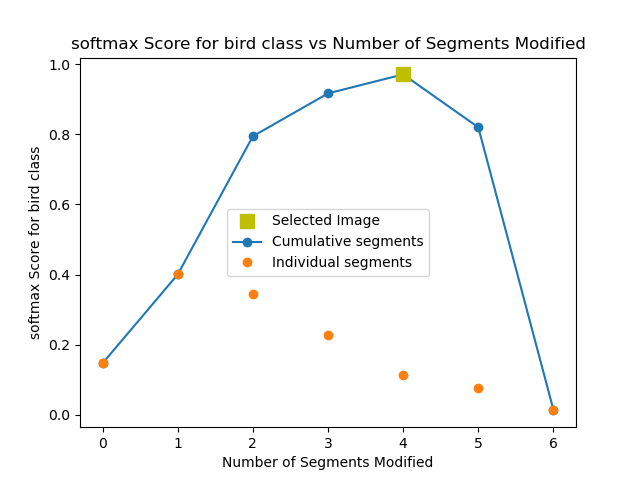 softmax Score for bird class vs Number of Segments Modified
1.0
0.8
0.6
0.4
0.2
0.0
softmax Score for bird class
Selected Image
Cumulative segments
Individual segments
0 1 2 3 4 5 6
Number of Segments Modified